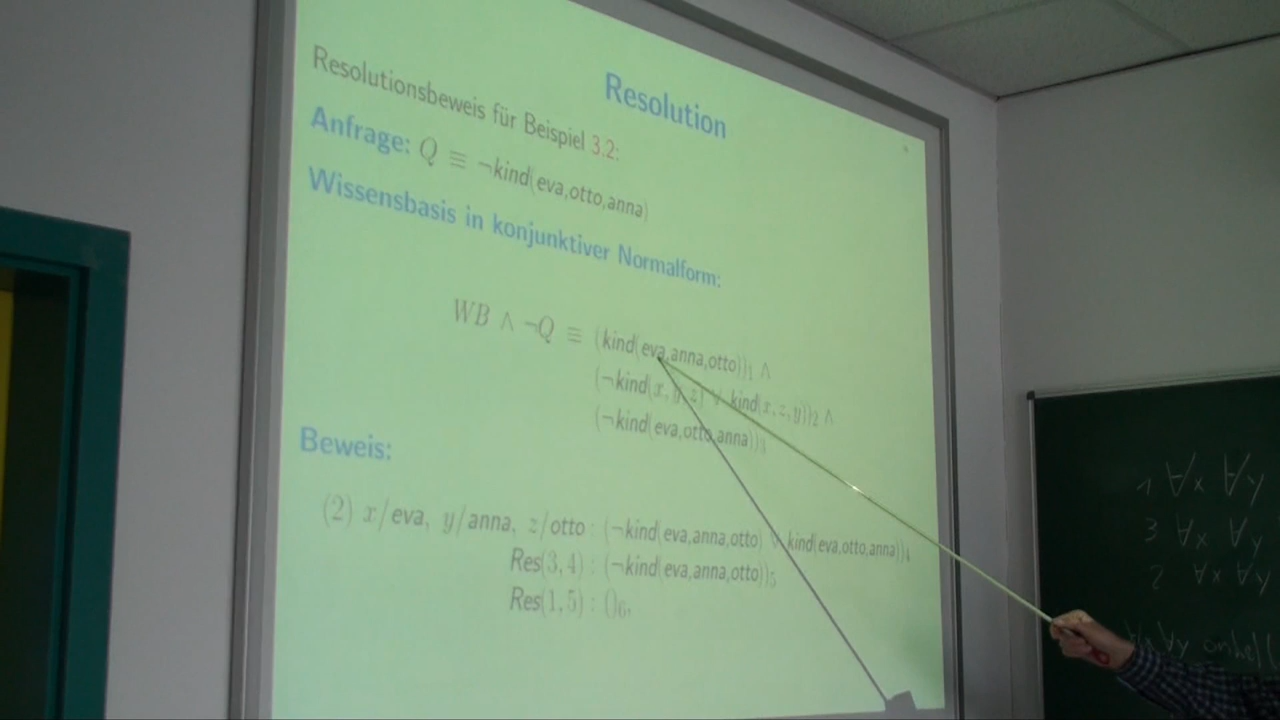 Resolution
Resolutionsbeweis für Beispiel 3.2:
Anfrage: Q ≡ ¬kind(eva,otto,anna)
Wissensbasis in konjunktiver Normalform:
WB ∧ ¬Q ≡ (kind(eva,anna,otto))₁ ∧
(¬kind(x, y, z) ∨ kind(x, z, y))₂ ∧
(¬kind(eva,otto,anna))₃
Beweis:
(2) x/eva, y/anna, z/otto : (¬kind(eva,anna,otto) ∨ kind(eva,otto,anna))₄
Res(3, 4) : (¬kind(eva,anna,otto))₅
Res(1, 5) : ()₆,
1 ∀x ∀y
3 ∀x ∀y
2 ∀x ∀y